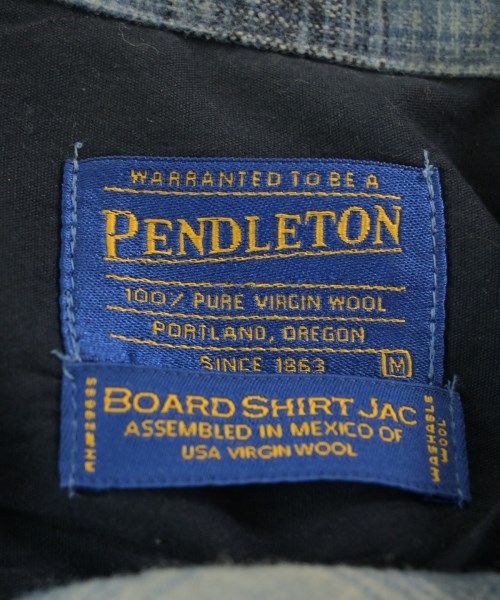 WARRANTED TO BE A
PENDLETON
100% PURE VIRGIN WOOL
PORTLAND, OREGON
SINCE 1863
M
BOARD SHIRT JAC
ASSEMBLED IN MEXICO OF
USA VIRGIN WOOL
WASHABLE
WOOL